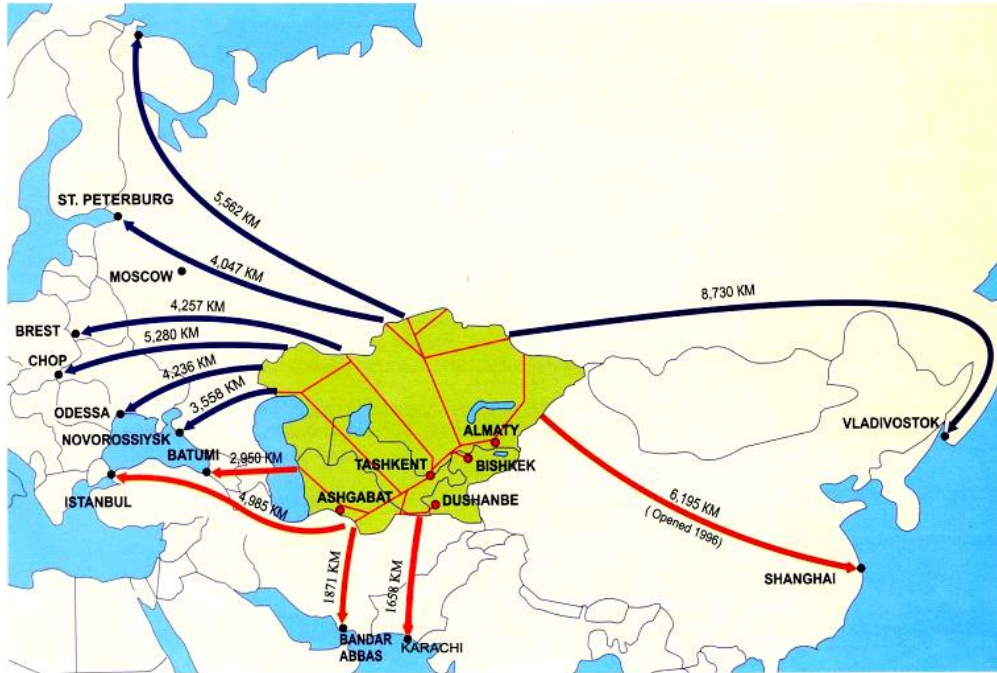 5,562 KM
ST. PETERBURG
4,047 KM
MOSCOW
8,730 KM
4,257 KM
BREST
5,280 KM
CHOP
4,236 KM
3,558 KM
ODESSA
NOVOROSSIYSK
ALMATY
VLADIVOSTOK
BATUMI
2,950 KM
TASHKENT
BISHKEK
ISTANBUL
4,985 KM
ASHGABAT
DUSHANBE
6,195 KM
( Opened 1996)
1871 KM
1658 KM
SHANGHAI
BANDAR
ABBAS
KARACHI